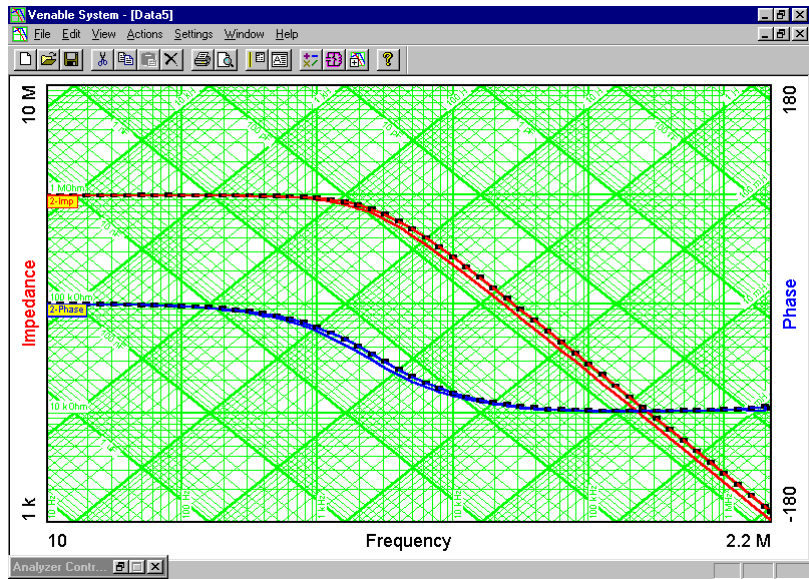 Venable System - [Data5]
File Edit View Actions Settings Window Help
10 M
180
1 MOhm
2-Imp
100 kOhm
2-Phase
10 kOhm
Impedance
Phase
1 k
-180
10
Frequency
2.2 M
Analyzer Contr...